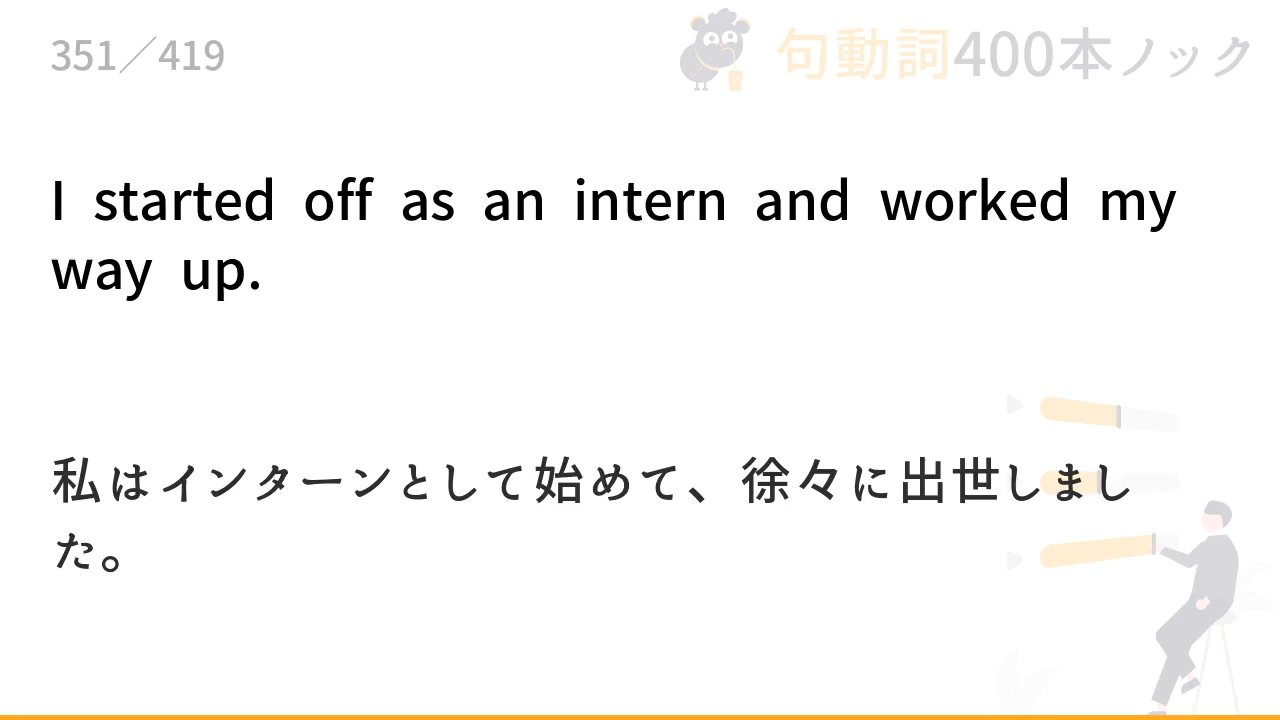 351／419
句動詞400本ノック
I started off as an intern and worked my
way up.
私はインターンとして始めて、徐々に出世しまし
た。